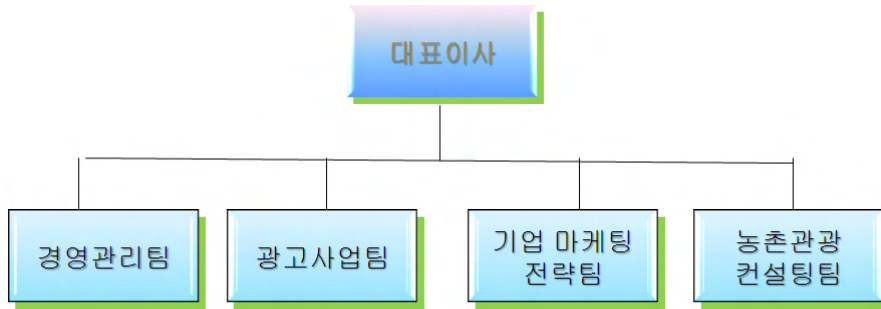 대표이사
경영관리팀
광고사업팀
기업 마케팅
전략팀
농촌관광
컨설팅팀